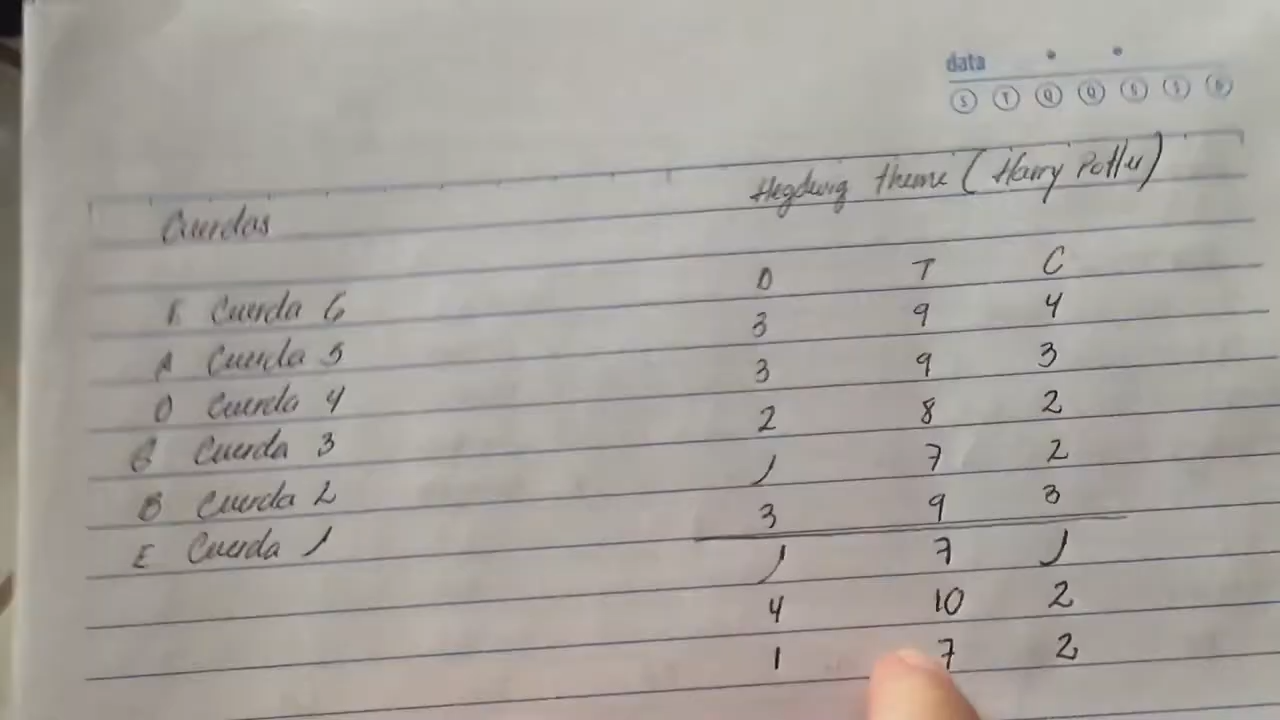 data
S T Q Q S S D
Hegdwig theme (Harry Potter)
Cuerdas
D T C
E Cuerda 6 3 9 4
A Cuerda 5 3 9 3
D Cuerda 4 2 8 2
G Cuerda 3 1 7 2
B Cuerda 2 3 9 3
E Cuerda 1 1 7 1
4 10 2
1 7 2